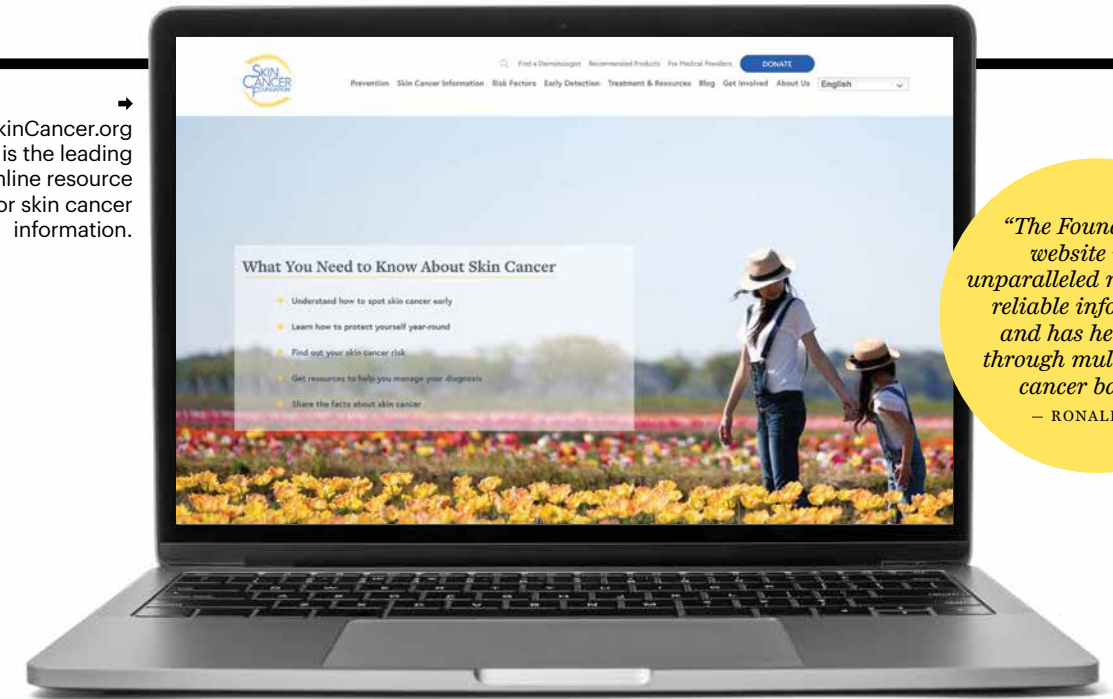 ➡
kinCancer.org
is the leading
nline resource
or skin cancer
information.
SKIN
CANCER
FOUNDATION
Find a Dermatologist Recommended Products For Medical Providers DONATE
Prevention Skin Cancer Information Risk Factors Early Detection Treatment & Resources Blog Get Involved About Us English
What You Need to Know About Skin Cancer
+ Understand how to spot skin cancer early
+ Learn how to protect yourself year-round
+ Find out your skin cancer risk
+ Get resources to help you manage your diagnosis
+ Share the facts about skin cancer
“The Found
website
unparalleled
reliable info
and has he
through mul
cancer ba
— RONAL